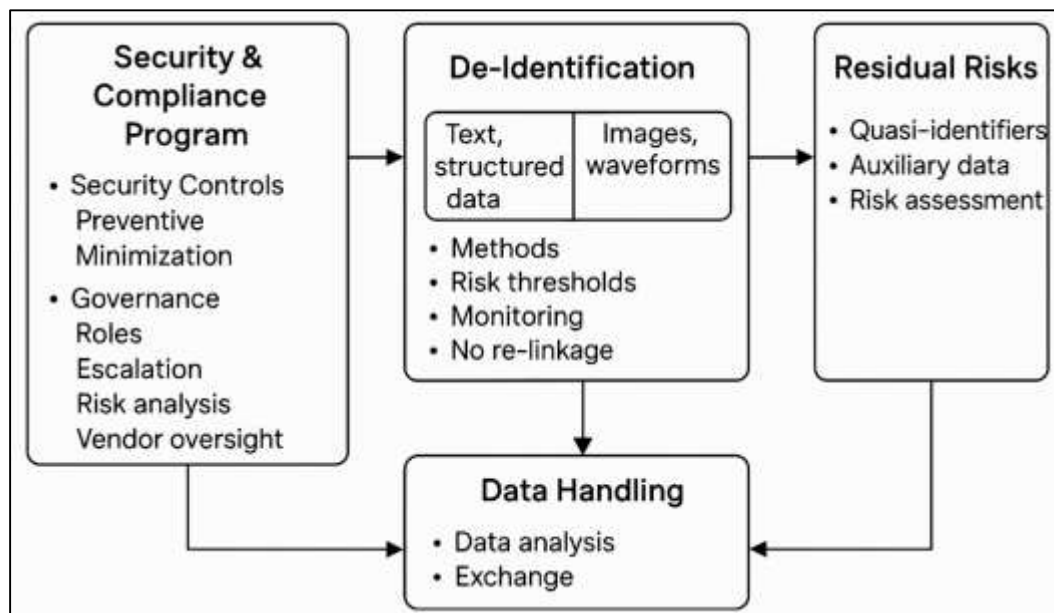 Security &
Compliance
Program
• Security Controls
Preventive
Minimization
• Governance
Roles
Escalation
Risk analysis
Vendor oversight
De-Identification
Text,
structured
data
Images,
waveforms
• Methods
• Risk thresholds
• Monitoring
• No re-linkage
Residual Risks
• Quasi-identifiers
• Auxiliary data
• Risk assessment
Data Handling
• Data analysis
• Exchange